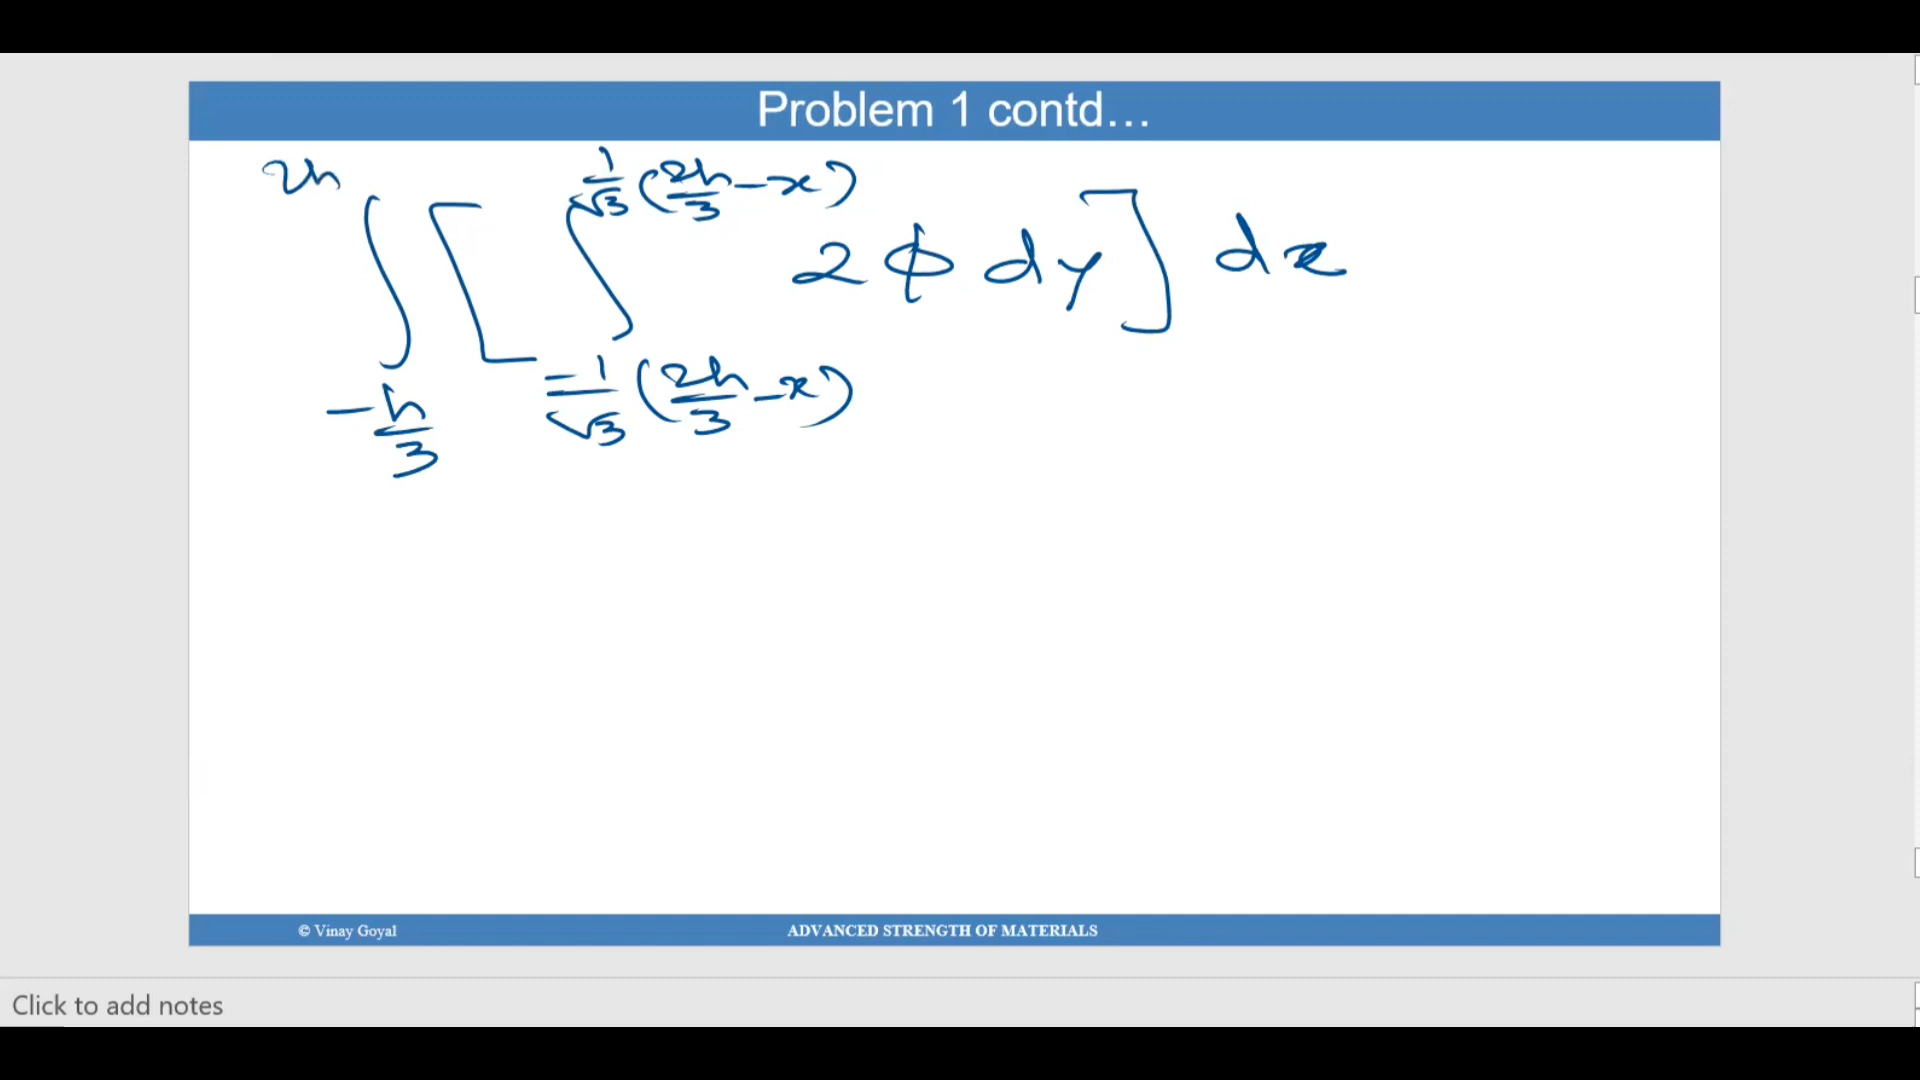 Problem 1 contd...
2h 1/√3 (2h/3 - x)
∫ [ ∫ 2ϕ dy ] dx
-h/3 -1/√3 (2h/3 - x)
© Vinay Goyal ADVANCED STRENGTH OF MATERIALS
Click to add notes